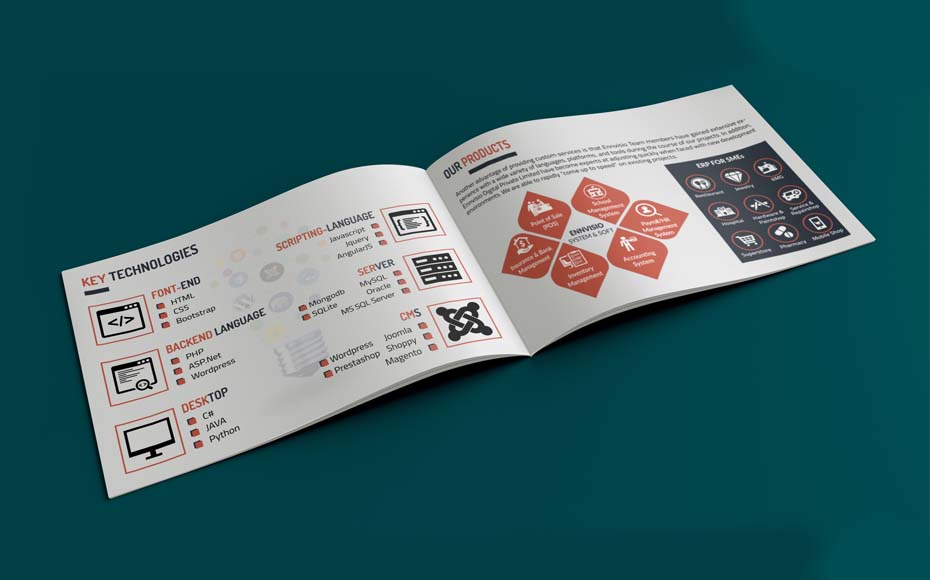 KEY TECHNOLOGIES
FONT-END
HTML
CSS
Bootstrap
BACKEND LANGUAGE
PHP
ASP.Net
Wordpress
DESKTOP
C#
JAVA
Python
SCRIPTING-LANGUAGE
Javascript
Jquery
AngularJS
SERVER
Mongodb MySQL
SQLite Oracle
MS SQL Server
CMS
Wordpress Joomla
Prestashop Shoppy
Magento
OUR PRODUCTS
Another advantage of providing custom services is that Ennvisio Team members have gained extensive ex-
perance with a wide variety of languages, platforms, and tools during the course of our projects. In addition,
Ennvisio Digital Private Limited have become experts at adjusting quickly when faced with new development
environments. We are able to rapidly "come up to speed" on existing projects.
School
Management
System
Point of Sale
(POS)
Payroll/HR
Management
System
ENNVISIO
SYSTEM & SOFT
Insurance & Bank
Management
Accounting
System
Inventory
Management
ERP FOR SMEs
Restaurant
Jewelry
Hospital
Hardware &
Paintshop
Service &
Repairshop
Superstore
Pharmacy
Mobile Shop